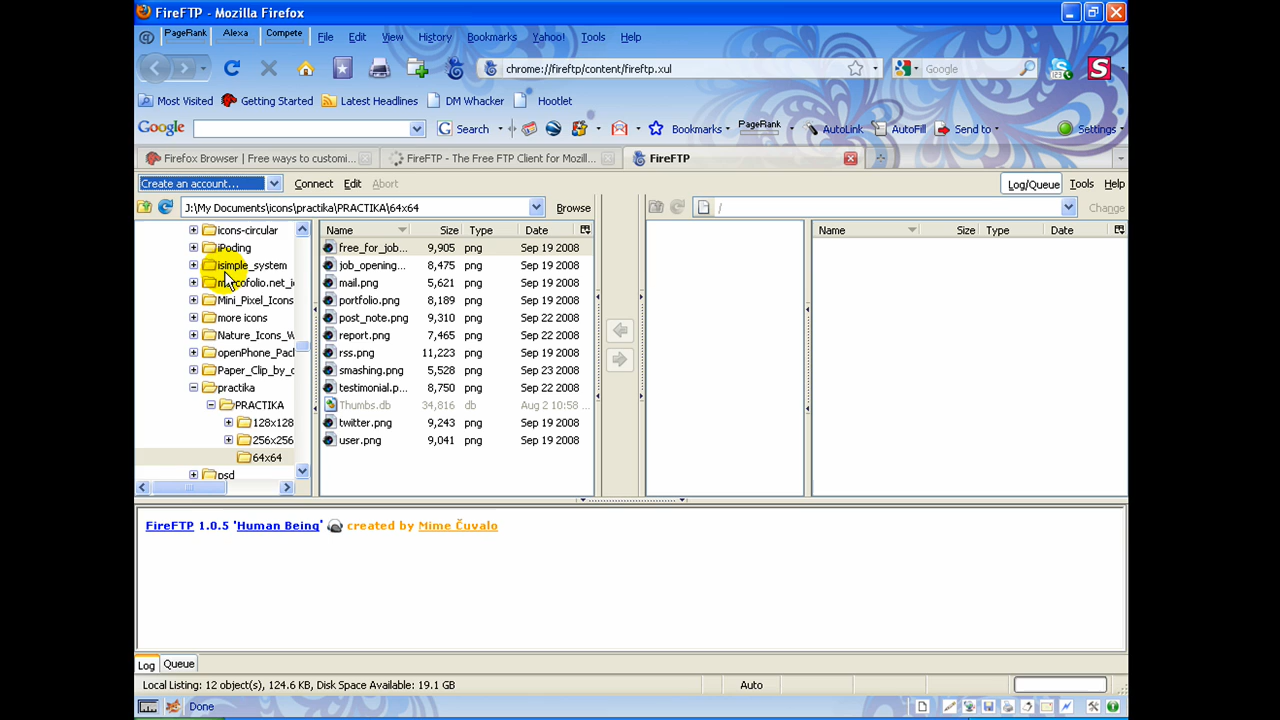 FireFTP - Mozilla Firefox
PageRank Alexa Compete File Edit View History Bookmarks Yahoo! Tools Help
chrome://fireftp/content/fireftp.xul Google
Most Visited Getting Started Latest Headlines DM Whacker Hootlet
Google Search Bookmarks PageRank AutoLink AutoFill Send to Settings
Firefox Browser | Free ways to customi... FireFTP - The Free FTP Client for Mozill... FireFTP
Create an account... Connect Edit Abort Log/Queue Tools Help
J:\My Documents\icons\practika\PRACTIKA\64x64 Browse / Change
icons-circular Name Size Type Date Name Size Type Date
iPoding free_for_job... 9,905 png Sep 19 2008
isimple_system job_opening... 8,475 png Sep 19 2008
mail.png 5,621 png Sep 19 2008
Mini_Pixel_Icons portfolio.png 8,189 png Sep 19 2008
more icons post_note.png 9,310 png Sep 19 2008
Nature_Icons_W report.png 7,465 png Sep 22 2008
openPhone_Pack rss.png 11,223 png Sep 19 2008
Paper_Clip_by_ smashing.png 5,528 png Sep 23 2008
practika testimonial.p... 8,750 png Sep 22 2008
PRACTIKA Thumbs.db 34,816 db Aug 2 10:58 ...
128x128 twitter.png 9,243 png Sep 19 2008
256x256 user.png 9,041 png Sep 19 2008
64x64
psd
FireFTP 1.0.5 'Human Being' created by Mime Čuvalo
Log Queue
Local Listing: 12 object(s), 124.6 KB, Disk Space Available: 19.1 GB Auto
Done